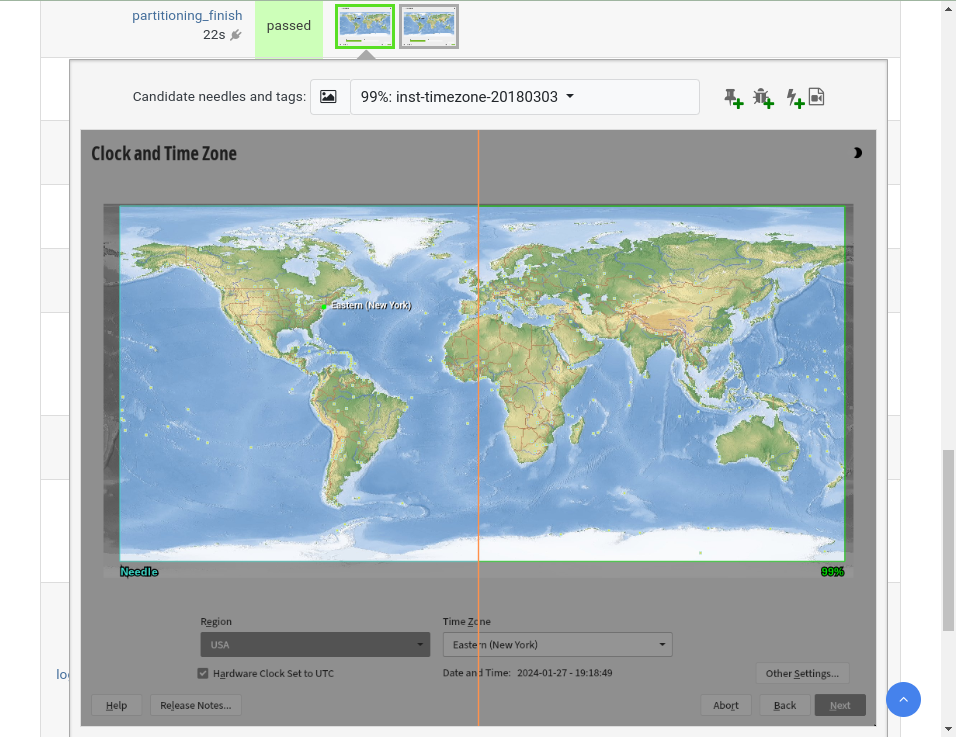 partitioning_finish
22s
passed
Candidate needles and tags:
99%: inst-timezone-20180303
Clock and Time Zone
Eastern (New York)
Needle
99%
Region
Time Zone
USA
Eastern (New York)
Hardware Clock Set to UTC
Date and Time: 2024-01-27 - 19:18:49
Other Settings...
Help
Release Notes...
Abort
Back
Next